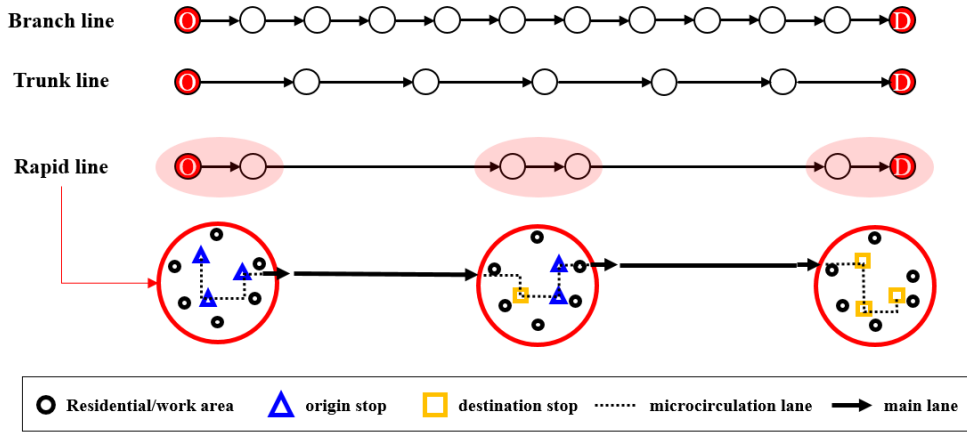 Branch line
O
D
Trunk line
O
D
Rapid line
O
D
Residential/work area
origin stop
destination stop
microcirculation lane
main lane